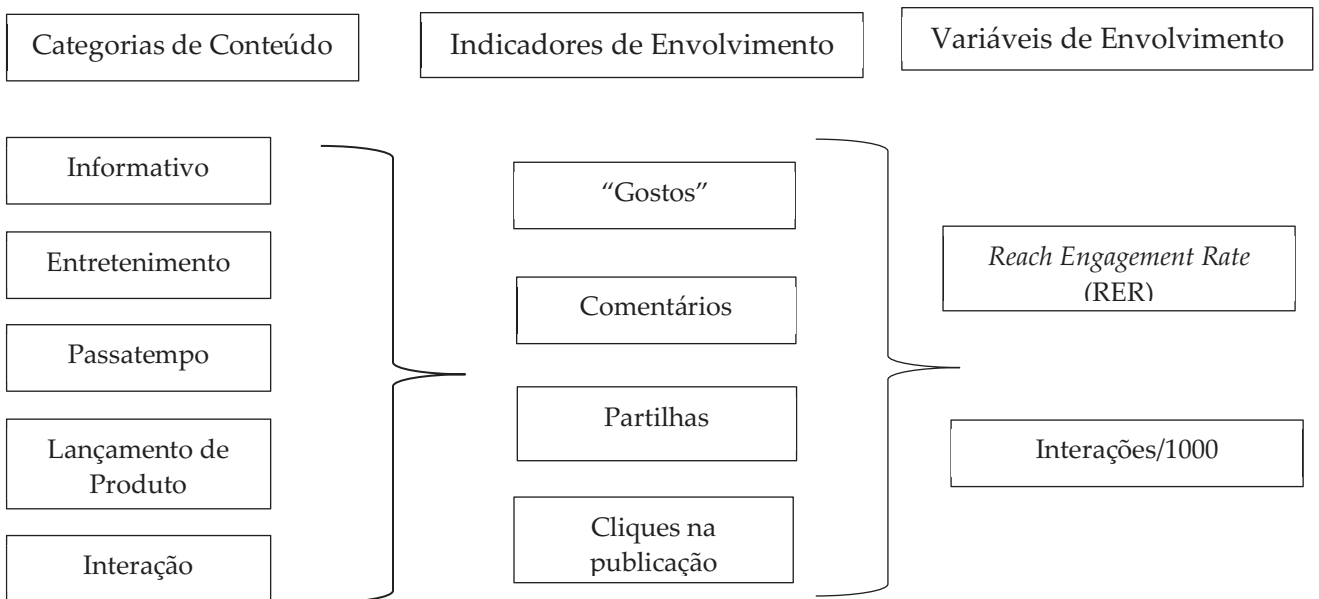 Categorias de Conteúdo
Indicadores de Envolvimento
Variáveis de Envolvimento
Informativo
Entretenimento
Passatempo
Lançamento de
Produto
Interação
“Gostos”
Comentários
Partilhas
Cliques na
publicação
Reach Engagement Rate
(RER)
Interações/1000